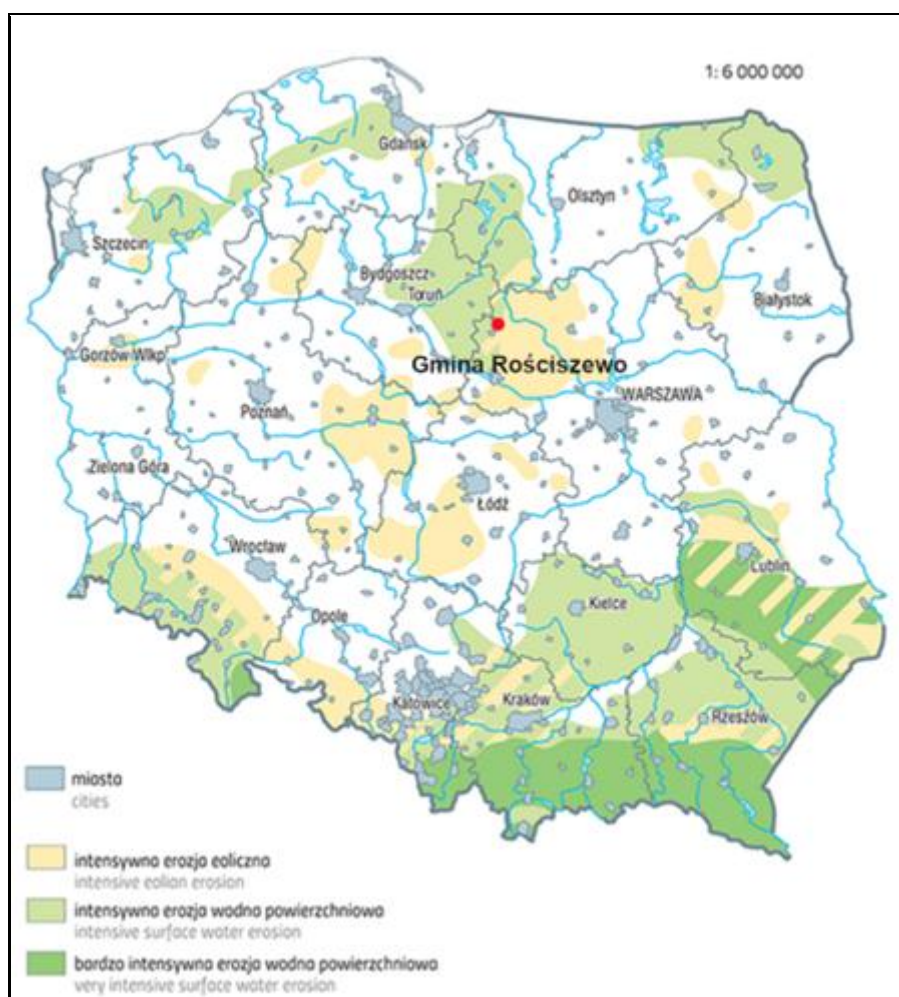 1: 6 000 000
Gdańsk
Olsztyn
Szczecin
Bydgoszcz
Toruń
Białystok
Gorzów Wlkp
Gmina Rościszewo
Poznań
WARSZAWA
Zielona Góra
Łódź
Wrocław
Lublin
Opole
Kielce
Katowice
Kraków
Rzeszów
miasta
cities
intensywna erozja eoliczna
intensive eolian erosion
intensywna erozja wodna powierzchniowa
intensive surface water erosion
bardzo intensywna erozja wodna powierzchniowa
very intensive surface water erosion